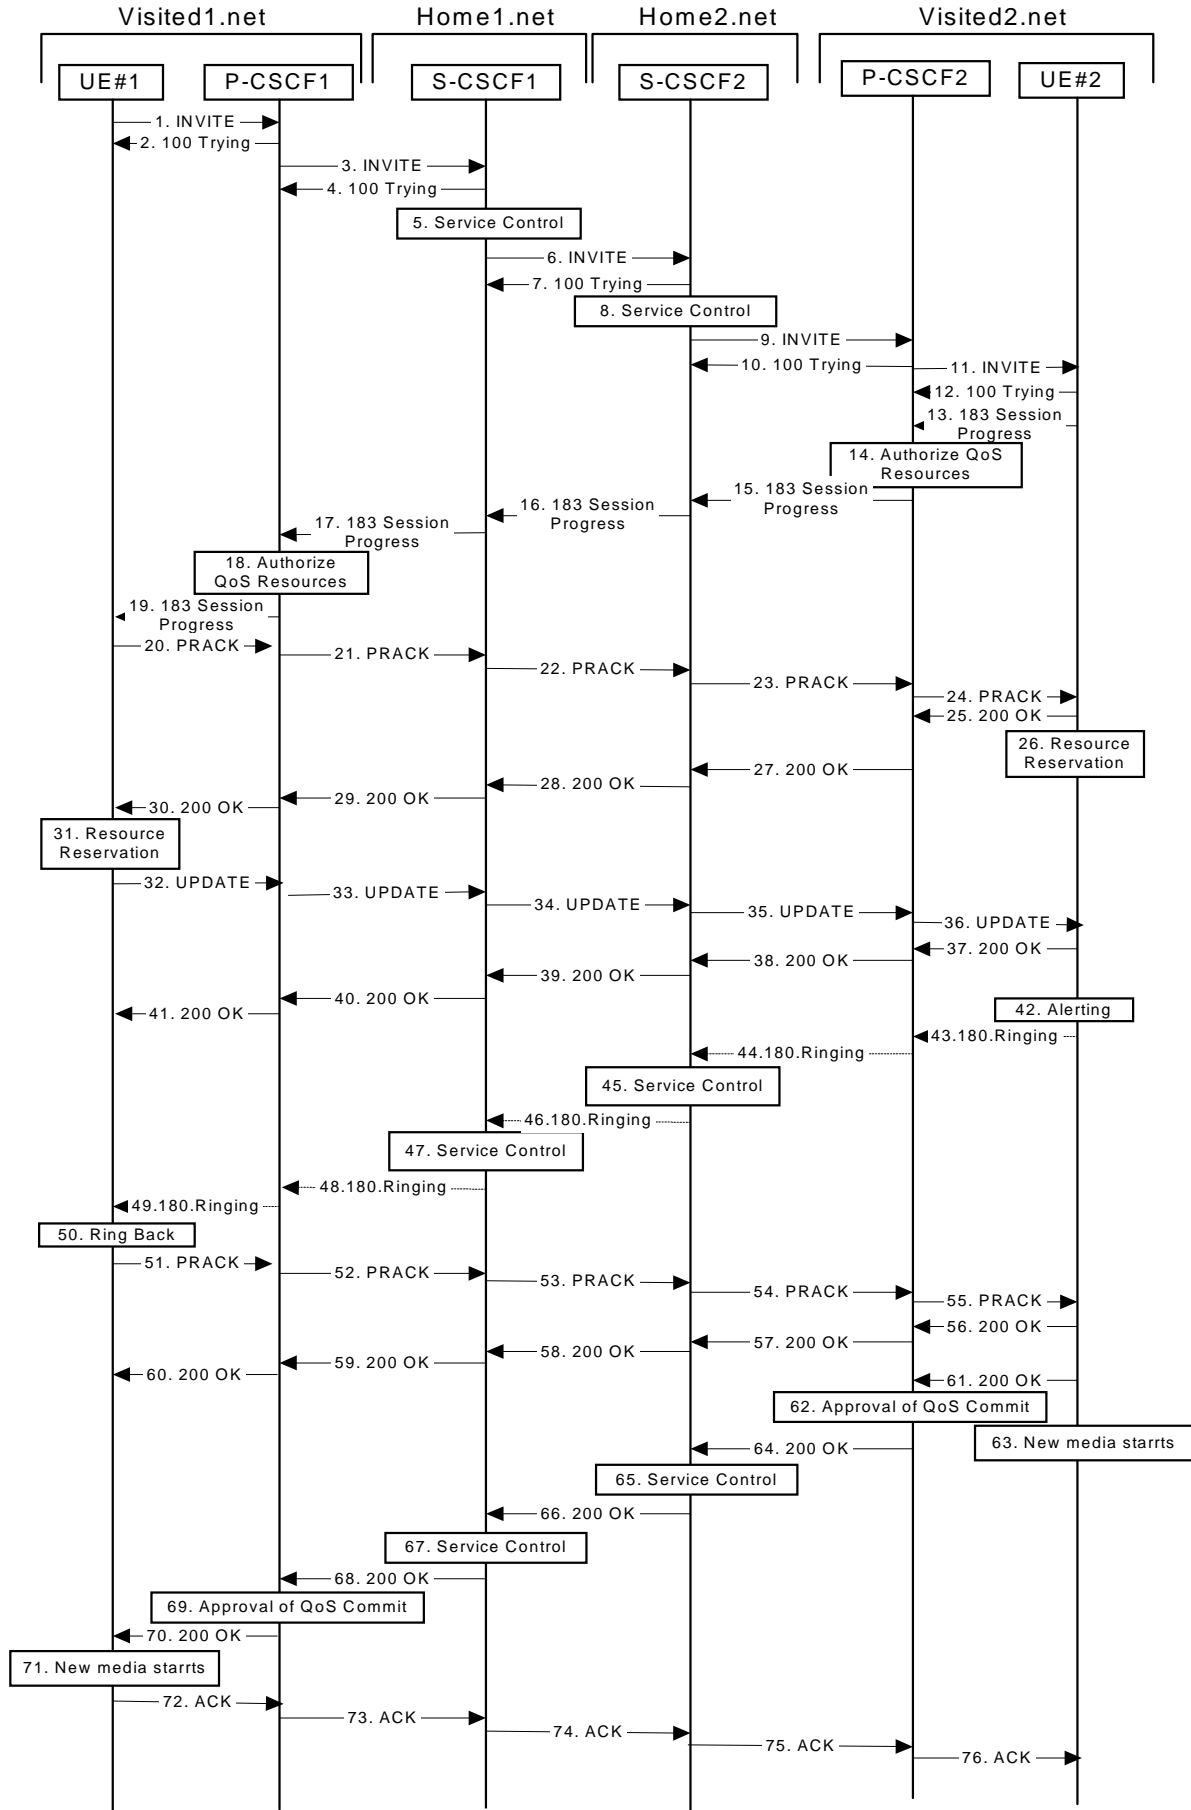 Visited1.net
Home1.net
Home2.net
Visited2.net
UE#1
P-CSCF1
S-CSCF1
S-CSCF2
P-CSCF2
UE#2
1. INVITE
2. 100 Trying
3. INVITE
4. 100 Trying
5. Service Control
6. INVITE
7. 100 Trying
8. Service Control
9. INVITE
10. 100 Trying
11. INVITE
12. 100 Trying
13. 183 Session
Progress
14. Authorize QoS
Resources
15. 183 Session
Progress
16. 183 Session
Progress
17. 183 Session
Progress
18. Authorize
QoS Resources
19. 183 Session
Progress
20. PRACK
21. PRACK
22. PRACK
23. PRACK
24. PRACK
25. 200 OK
26. Resource
Reservation
27. 200 OK
28. 200 OK
29. 200 OK
30. 200 OK
31. Resource
Reservation
32. UPDATE
33. UPDATE
34. UPDATE
35. UPDATE
36. UPDATE
37. 200 OK
38. 200 OK
39. 200 OK
40. 200 OK
41. 200 OK
42. Alerting
43.180.Ringing
44.180.Ringing
45. Service Control
46.180.Ringing
47. Service Control
48.180.Ringing
49.180.Ringing
50. Ring Back
51. PRACK
52. PRACK
53. PRACK
54. PRACK
55. PRACK
56. 200 OK
57. 200 OK
58. 200 OK
59. 200 OK
60. 200 OK
61. 200 OK
62. Approval of QoS Commit
63. New media starrts
64. 200 OK
65. Service Control
66. 200 OK
67. Service Control
68. 200 OK
69. Approval of QoS Commit
70. 200 OK
71. New media starrts
72. ACK
73. ACK
74. ACK
75. ACK
76. ACK